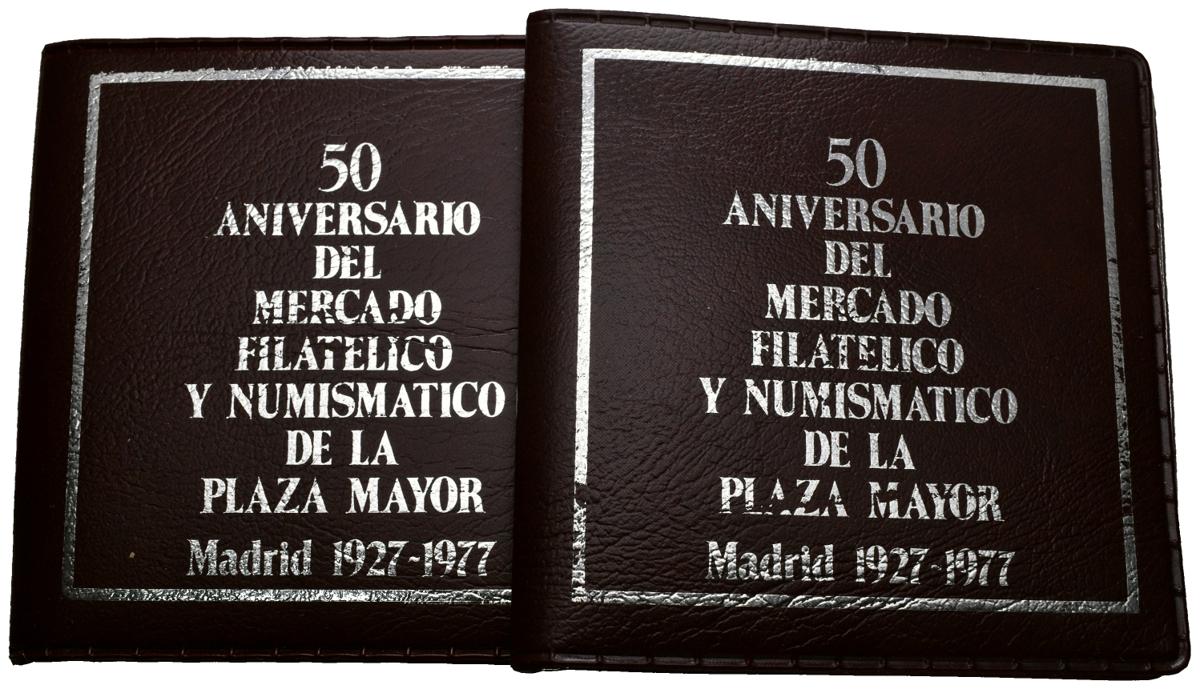 50
ANIVERSARIO
DEL
MERCADO
FILATELICO
Y NUMISMATICO
DE LA
PLAZA MAYOR
Madrid 1927-1977
50
ANIVERSARIO
DEL
MERCADO
FILATELICO
Y NUMISMATICO
DE LA
PLAZA MAYOR
Madrid 1927-1977